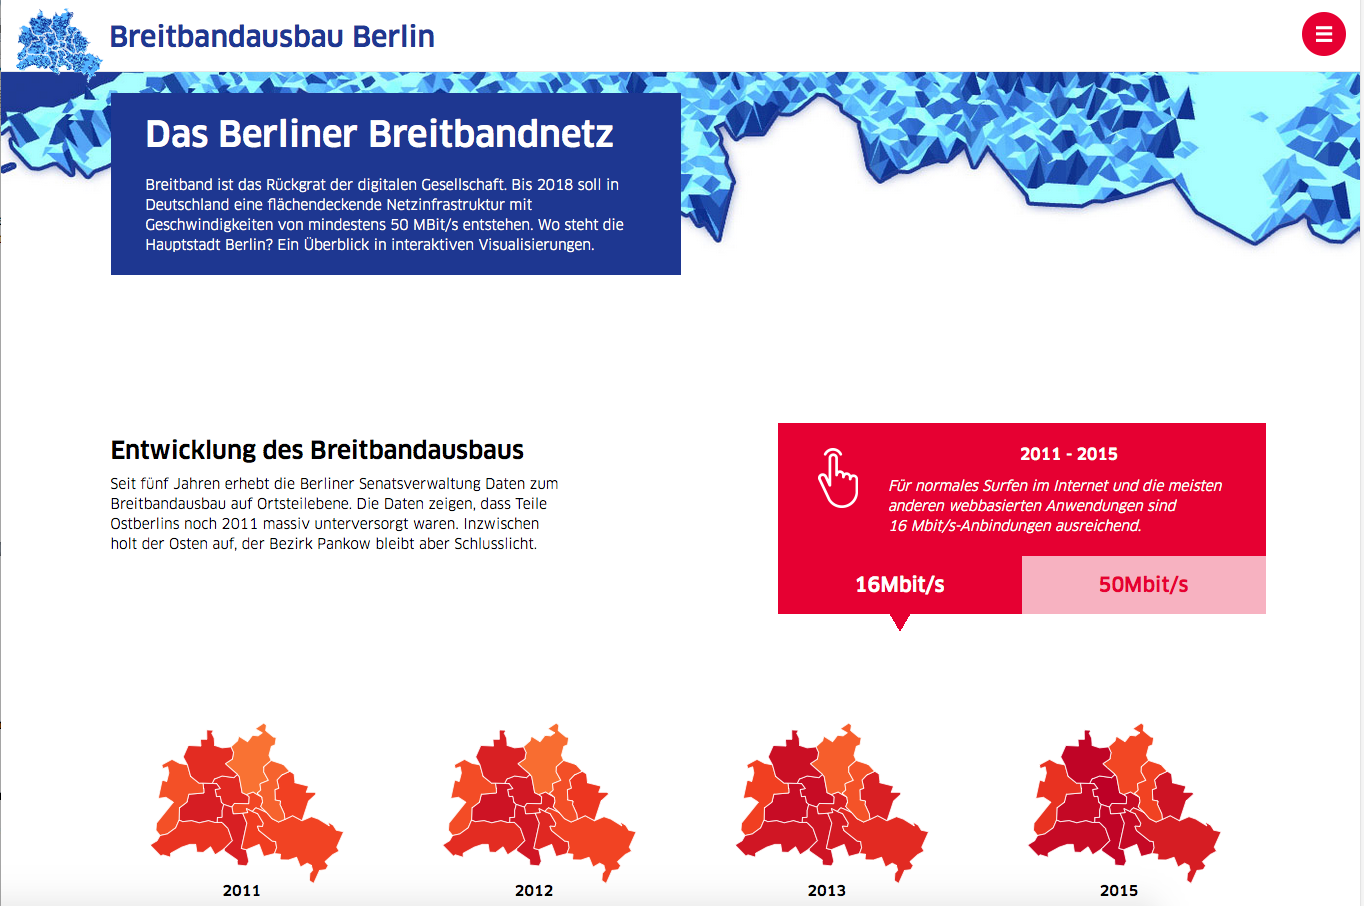 Breitbandausbau Berlin
Das Berliner Breitbandnetz
Breitband ist das Rückgrat der digitalen Gesellschaft. Bis 2018 soll in
Deutschland eine flächendeckende Netzinfrastruktur mit
Geschwindigkeiten von mindestens 50 MBit/s entstehen. Wo steht die
Hauptstadt Berlin? Ein Überblick in interaktiven Visualisierungen.
Entwicklung des Breitbandausbaus
Seit fünf Jahren erhebt die Berliner Senatsverwaltung Daten zum
Breitbandausbau auf Ortsteilebene. Die Daten zeigen, dass Teile
Ostberlins noch 2011 massiv unterversorgt waren. Inzwischen
holt der Osten auf, der Bezirk Pankow bleibt aber Schlusslicht.
2011 - 2015
Für normales Surfen im Internet und die meisten
anderen webbasierten Anwendungen sind
16 Mbit/s-Anbindungen ausreichend.
16Mbit/s
50Mbit/s
2011
2012
2013
2015